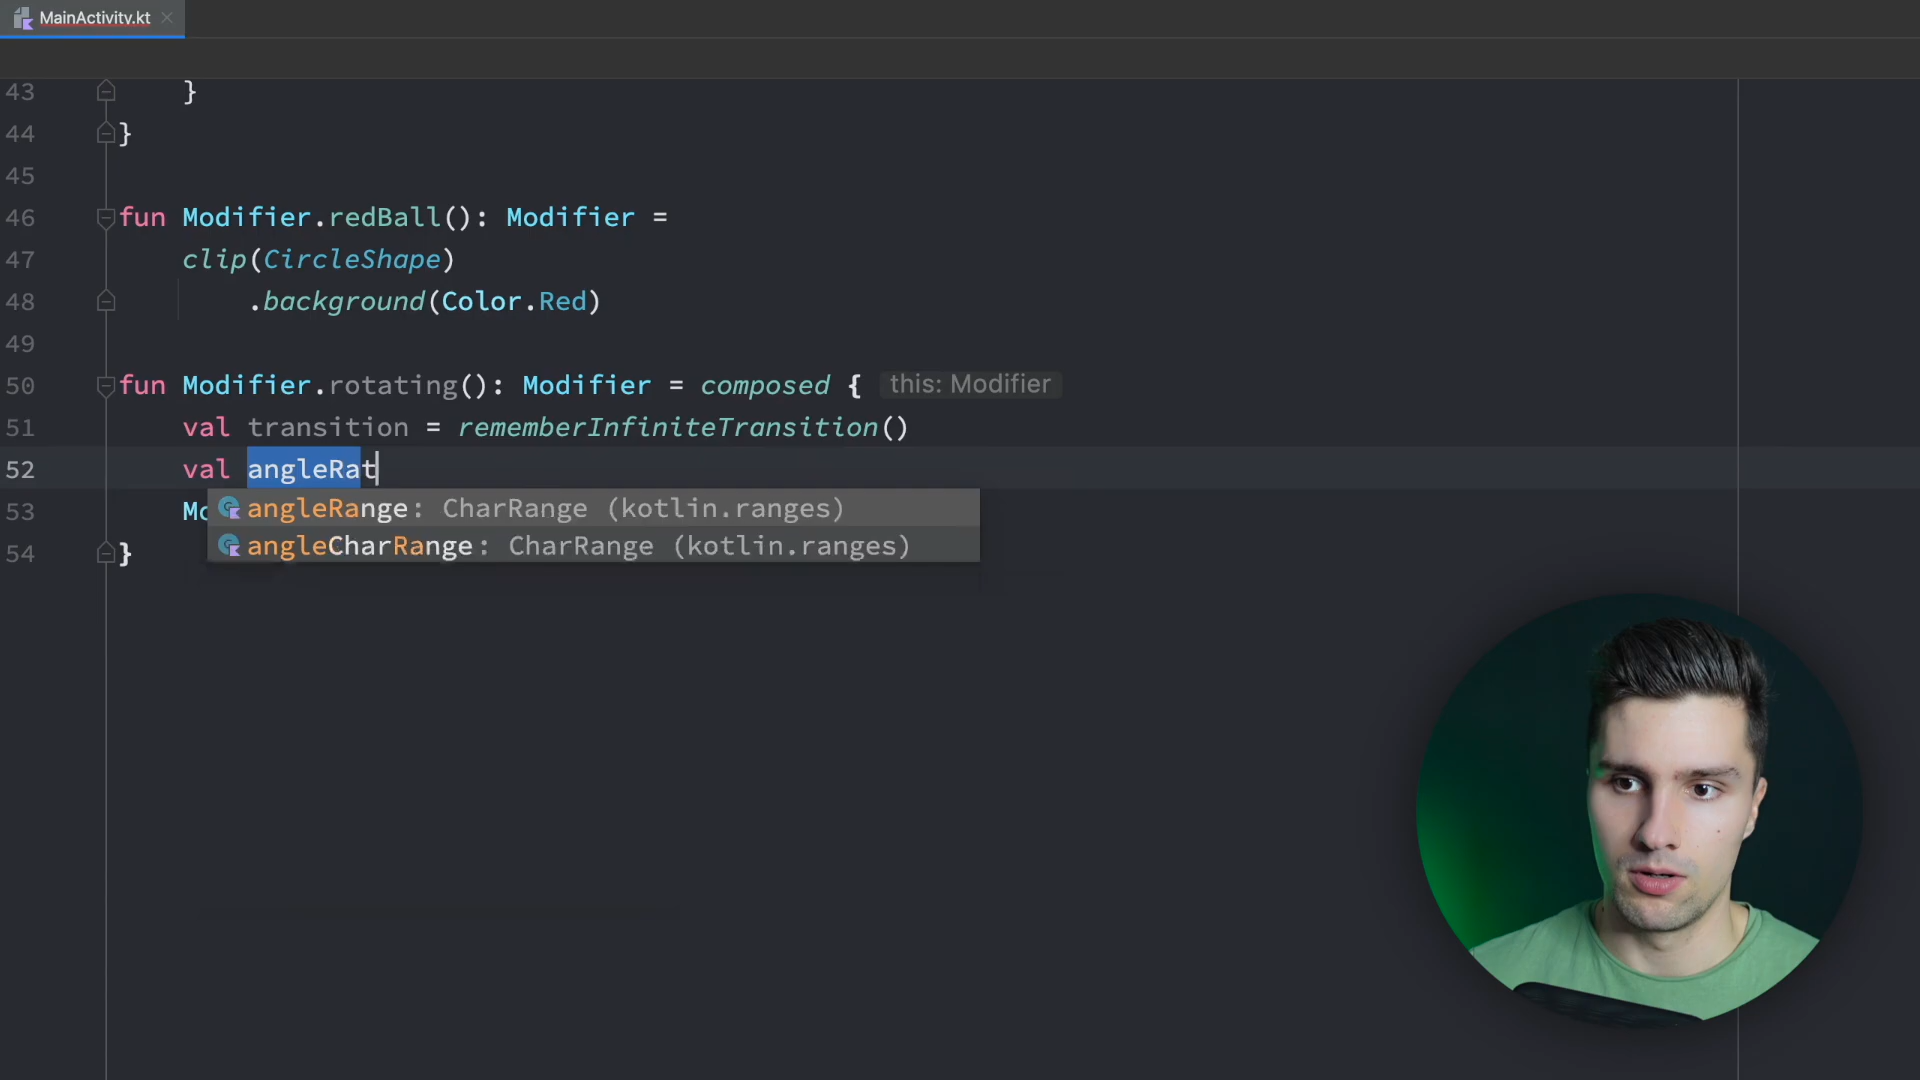 MainActivity.kt
43 }
44 }
45
46 fun Modifier.redBall(): Modifier =
47 clip(CircleShape)
48 .background(Color.Red)
49
50 fun Modifier.rotating(): Modifier = composed { this: Modifier
51 val transition = rememberInfiniteTransition()
52 val angleRat
angleRange: CharRange (kotlin.ranges)
53 Mo
angleCharRange: CharRange (kotlin.ranges)
54 }